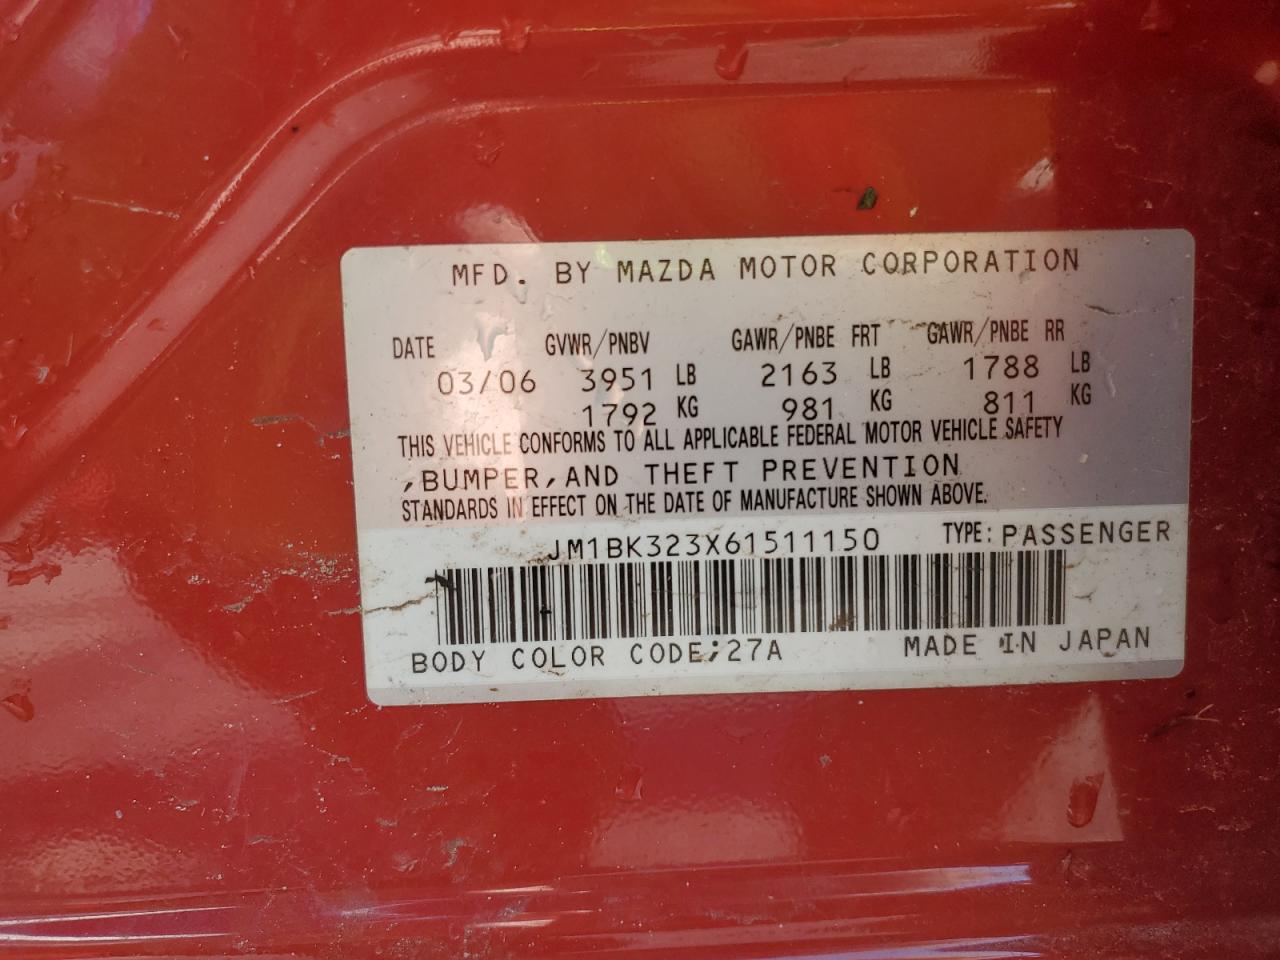 MFD. BY MAZDA MOTOR CORPORATION
DATE GVWR/PNBV GAWR/PNBE FRT GAWR/PNBE RR
03/06 3951 LB 2163 LB 1788 LB
1792 KG 981 KG 811 KG
THIS VEHICLE CONFORMS TO ALL APPLICABLE FEDERAL MOTOR VEHICLE SAFETY
,BUMPER,AND THEFT PREVENTION
STANDARDS IN EFFECT ON THE DATE OF MANUFACTURE SHOWN ABOVE.
JM1BK323X61511150 TYPE: PASSENGER
BODY COLOR CODE:27A MADE IN JAPAN